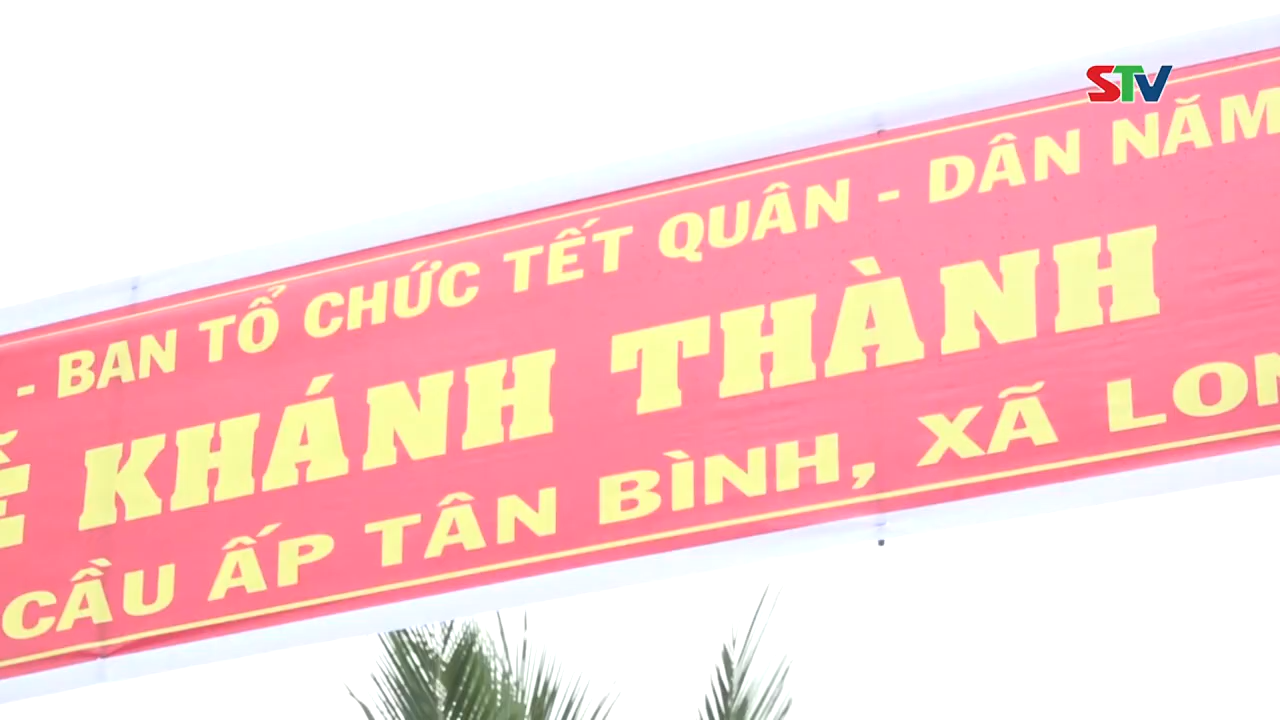 STV
- BAN TỔ CHỨC TẾT QUÂN - DÂN NĂM
KHÁNH THÀNH
CẦU ẤP TÂN BÌNH, XÃ